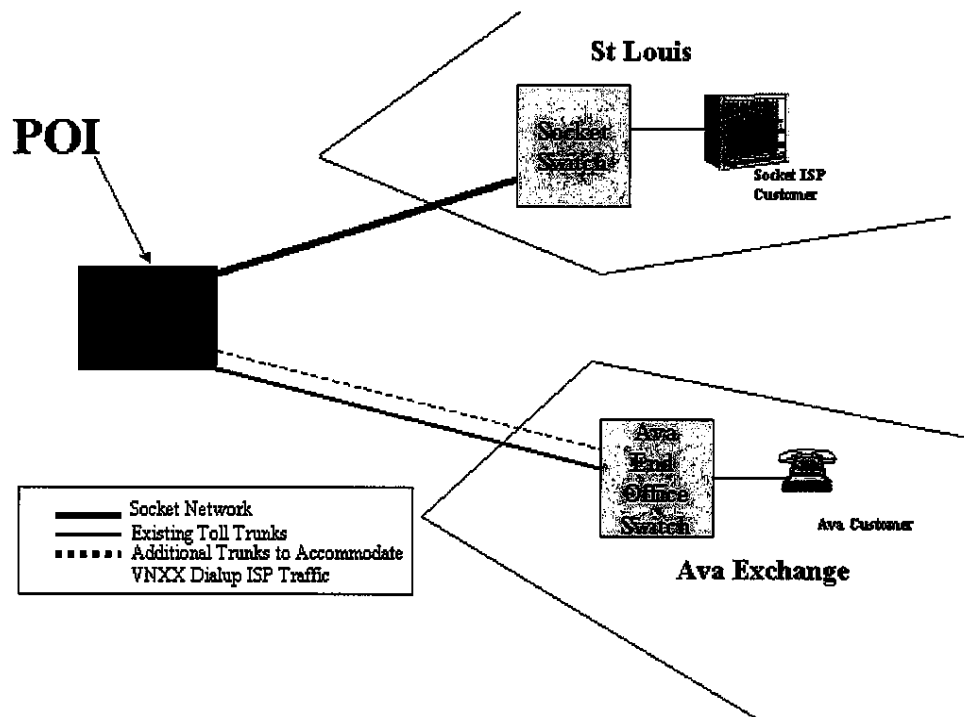 St Louis
POI
Socket
Switch
Socket ISP
Customer
Ava
End
Office
Switch
Ava Customer
Ava Exchange
Socket Network
Existing Toll Trunks
Additional Trunks to Accommodate
VNXX Dialup ISP Traffic